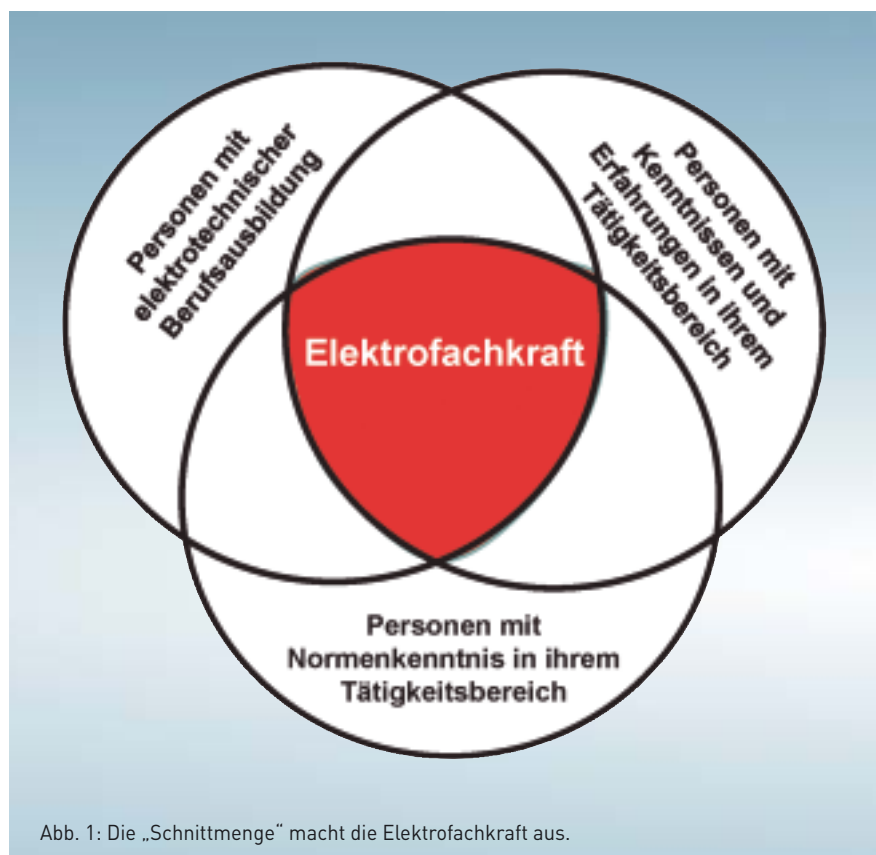 Personen mit
elektrotechnischer
Berufsausbildung
Personen mit
Kenntnissen und
Erfahrungen in ihrem
Tätigkeitsbereich
Elektrofachkraft
Personen mit
Normenkenntnis in ihrem
Tätigkeitsbereich
Abb. 1: Die „Schnittmenge“ macht die Elektrofachkraft aus.